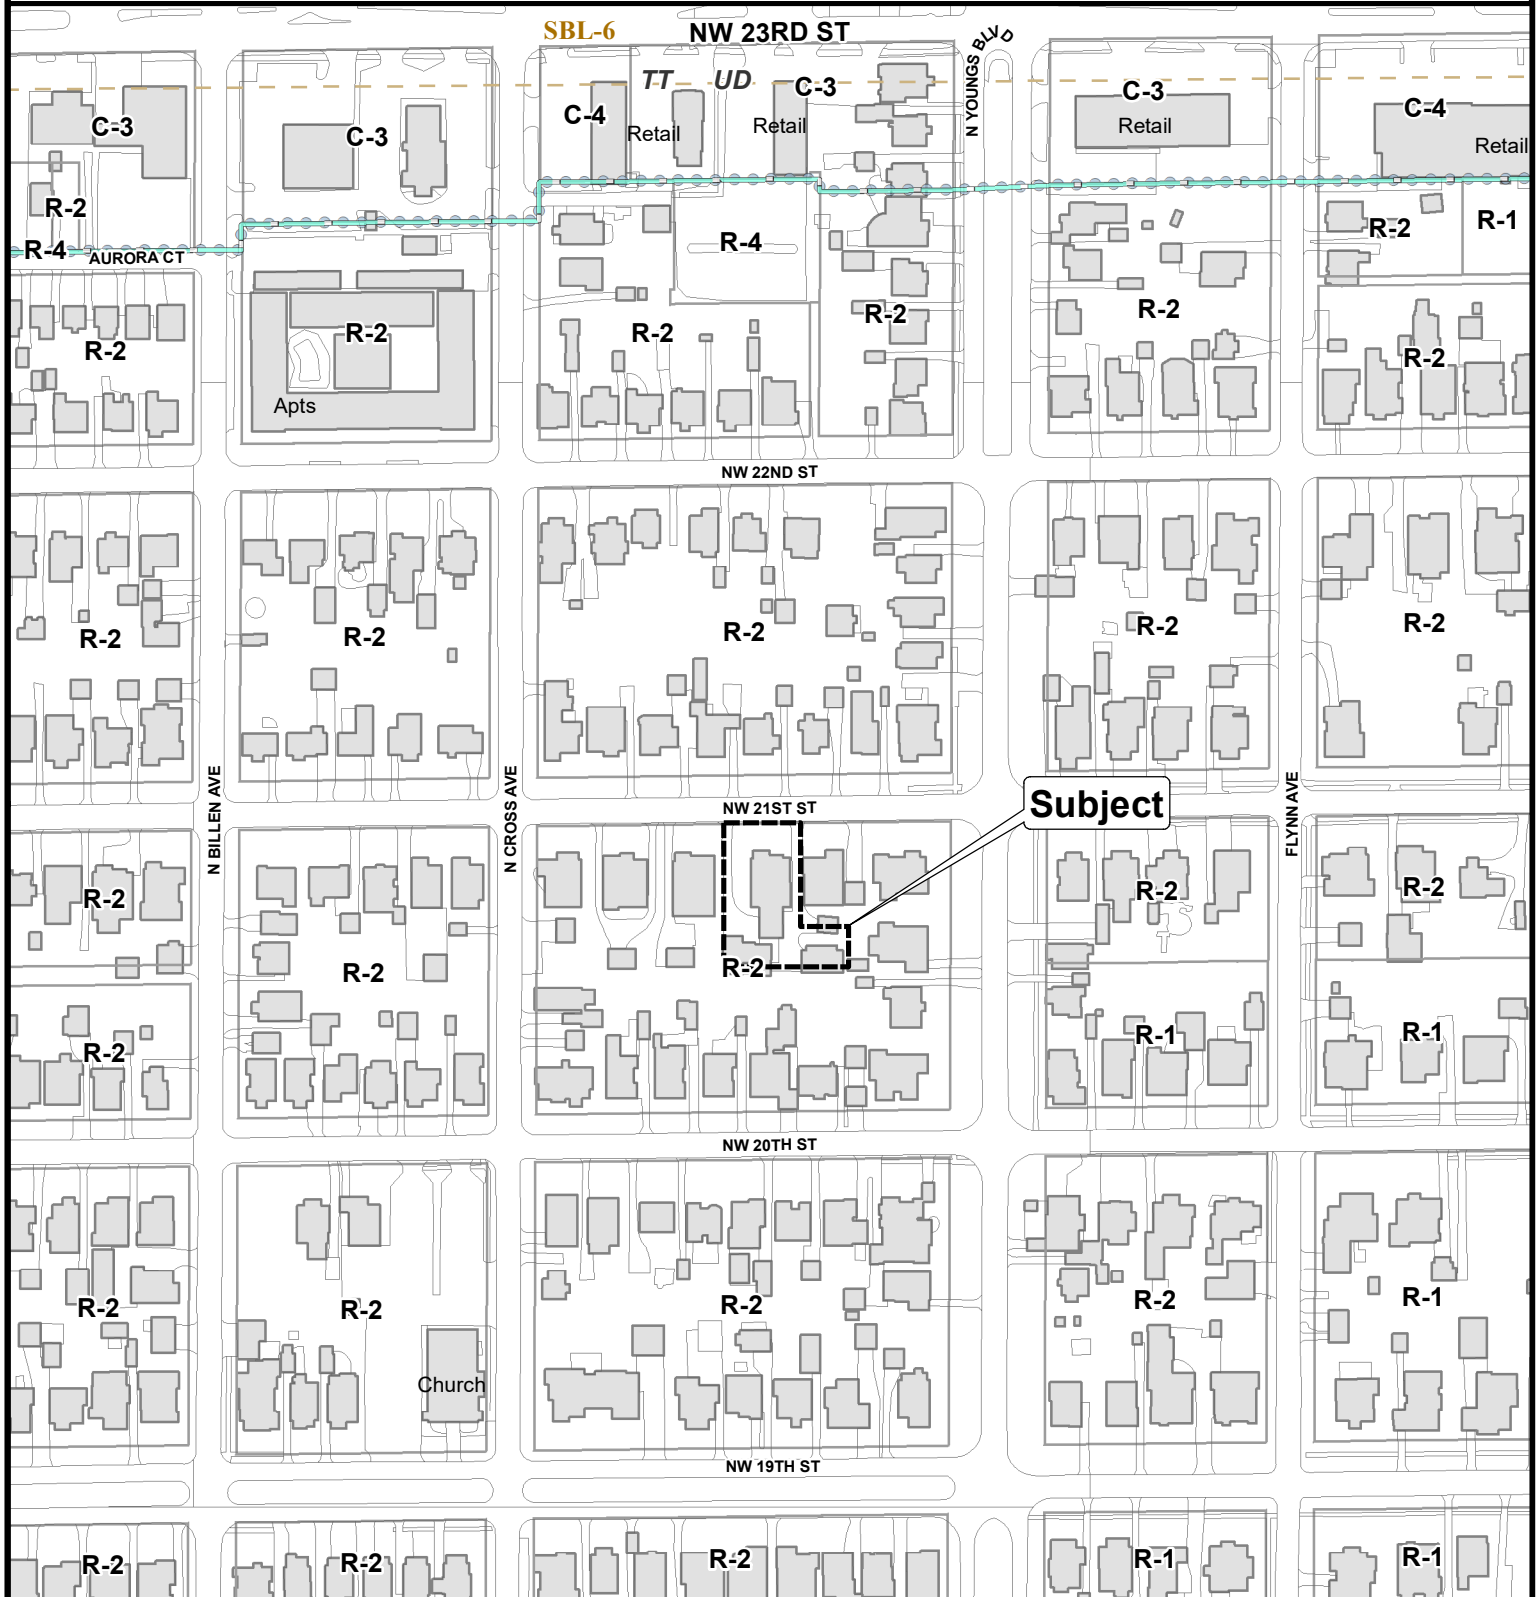 SBL-6
NW 23RD ST
N YOUNGS BLVD
TT UD
C-3
C-3
C-4
Retail
Retail
C-3
C-3
Retail
C-4
Retail
R-2
R-4
AURORA CT
R-4
R-2
R-1
R-2
R-2
Apts
R-2
R-2
R-2
R-2
NW 22ND ST
R-2
R-2
R-2
R-2
R-2
N BILLEN AVE
N CROSS AVE
NW 21ST ST
Subject
FLYNN AVE
R-2
R-2
R-2
R-2
R-2
R-2
R-1
R-1
NW 20TH ST
R-2
R-2
Church
R-2
R-2
R-1
NW 19TH ST
R-2
R-2
R-2
R-1
R-1